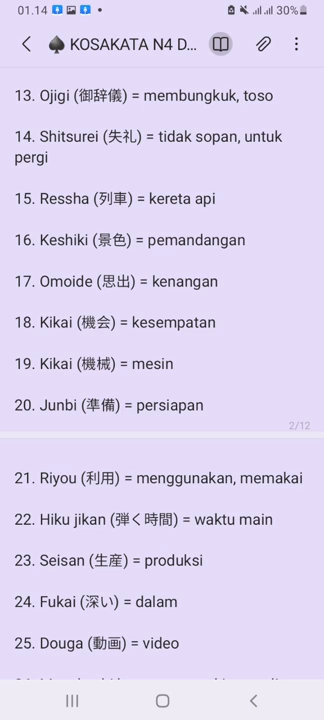 01.14 30%
♠ KOSAKATA N4 D...
13. Ojigi (御辞儀) = membungkuk, toso
14. Shitsurei (失礼) = tidak sopan, untuk
pergi
15. Ressha (列車) = kereta api
16. Keshiki (景色) = pemandangan
17. Omoide (思出) = kenangan
18. Kikai (機会) = kesempatan
19. Kikai (機械) = mesin
20. Junbi (準備) = persiapan
2/12
21. Riyou (利用) = menggunakan, memakai
22. Hiku jikan (弾く時間) = waktu main
23. Seisan (生産) = produksi
24. Fukai (深い) = dalam
25. Douga (動画) = video